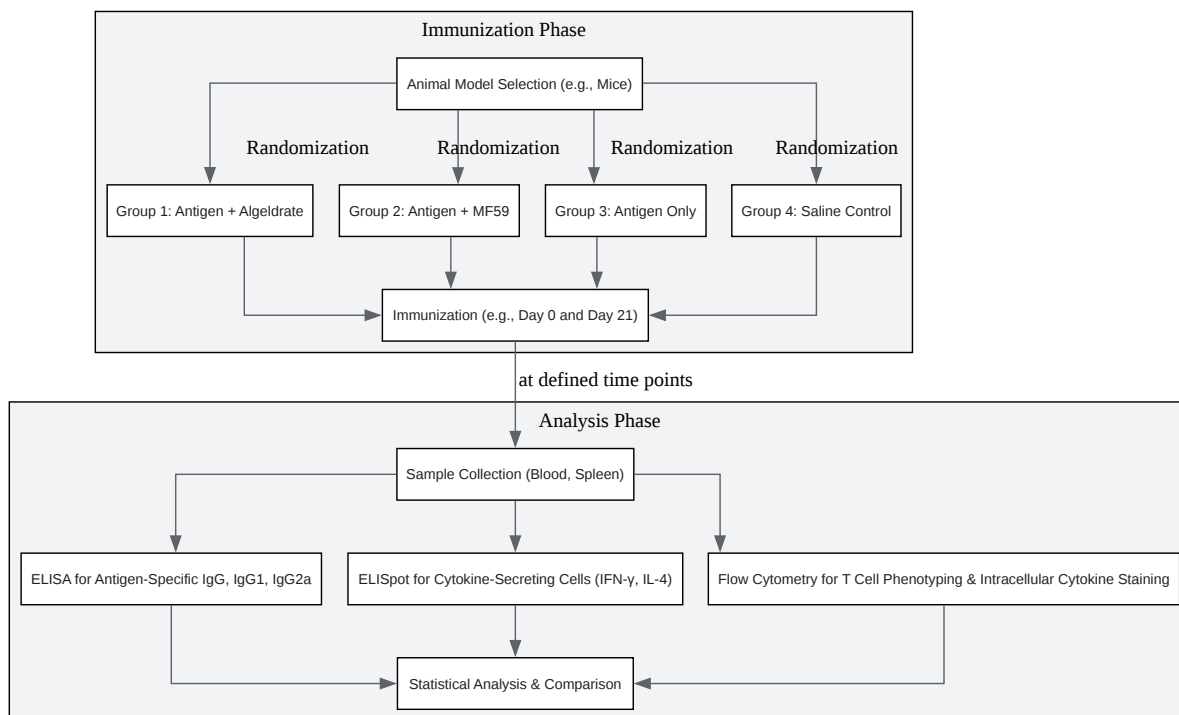 Immunization Phase
Animal Model Selection (e.g., Mice)
Randomization
Randomization
Randomization
Randomization
Group 1: Antigen + Algeldrate
Group 2: Antigen + MF59
Group 3: Antigen Only
Group 4: Saline Control
Immunization (e.g., Day 0 and Day 21)
at defined time points
Analysis Phase
Sample Collection (Blood, Spleen)
ELISA for Antigen-Specific IgG, IgG1, IgG2a
ELISpot for Cytokine-Secreting Cells (IFN-γ, IL-4)
Flow Cytometry for T Cell Phenotyping & Intracellular Cytokine Staining
Statistical Analysis & Comparison